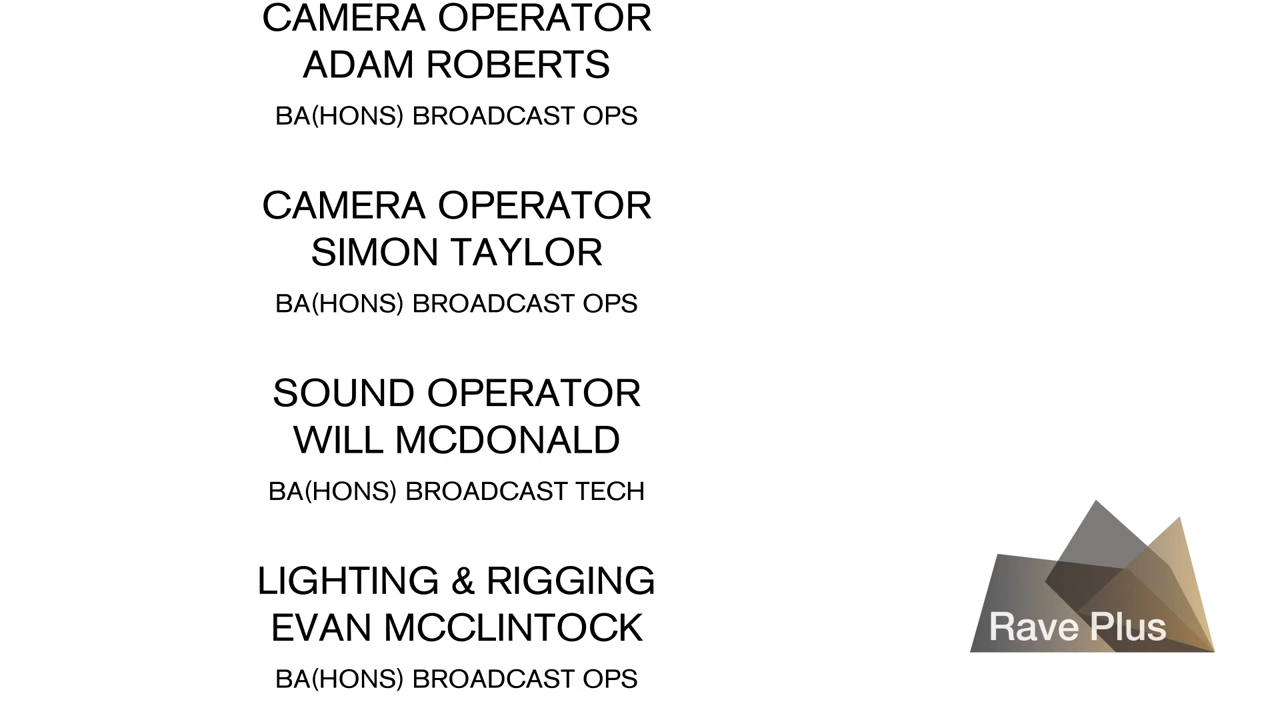 CAMERA OPERATOR
ADAM ROBERTS
BA(HONS) BROADCAST OPS
CAMERA OPERATOR
SIMON TAYLOR
BA(HONS) BROADCAST OPS
SOUND OPERATOR
WILL MCDONALD
BA(HONS) BROADCAST TECH
LIGHTING & RIGGING
EVAN MCCLINTOCK
BA(HONS) BROADCAST OPS
Rave Plus